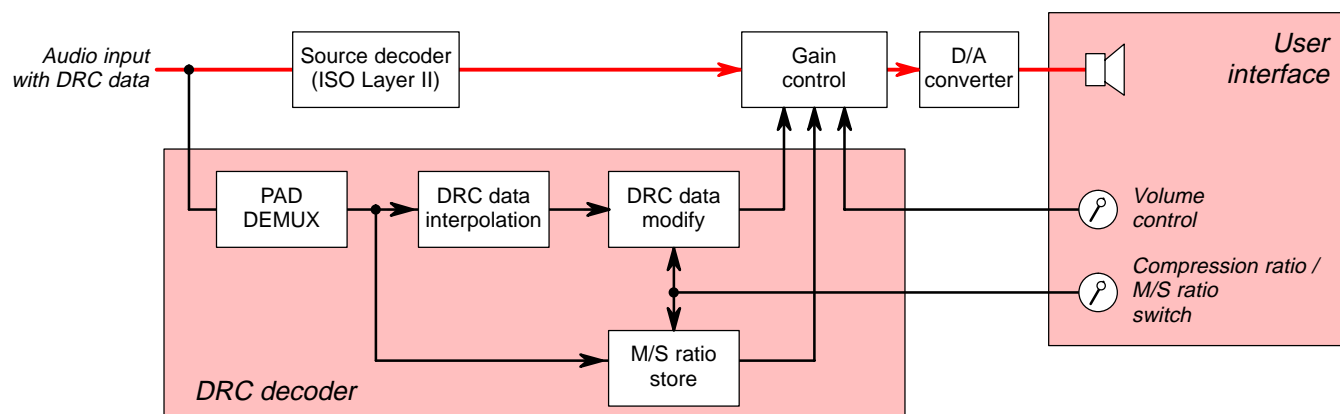 Audio input
with DRC data
Source decoder
(ISO Layer II)
Gain
control
D/A
converter
User
interface
PAD
DEMUX
DRC data
interpolation
DRC data
modify
Volume
control
Compression ratio /
M/S ratio
switch
M/S ratio
store
DRC decoder